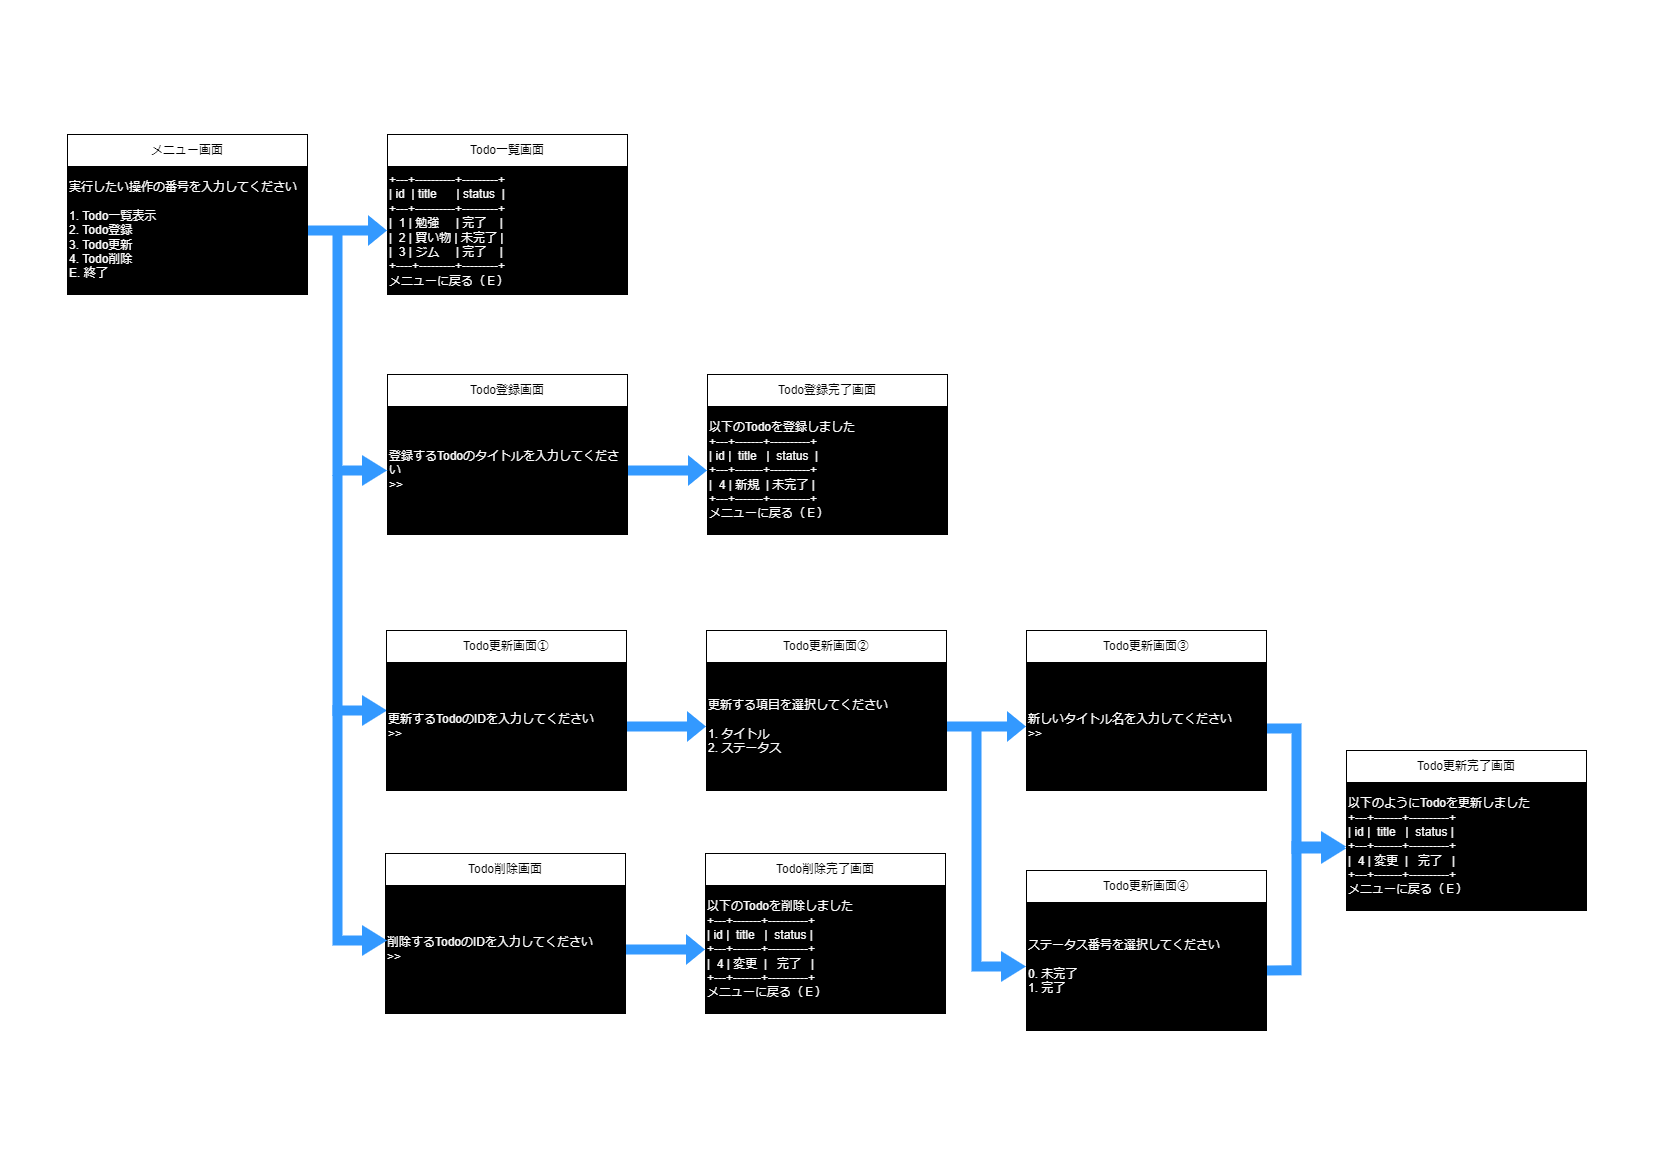 メニュー画面
実行したい操作の番号を入力してください
1. Todo一覧表示
2. Todo登録
3. Todo更新
4. Todo削除
E. 終了
Todo一覧画面
+---+----------+---------+
| id | title | status |
+---+----------+---------+
| 1 | 勉強 | 完了 |
| 2 | 買い物 | 未完了 |
| 3 | ジム | 完了 |
+----+---------+---------+
メニューに戻る（E）
Todo登録画面
登録するTodoのタイトルを入力してくださ
い
>>
Todo登録完了画面
以下のTodoを登録しました
+---+-------+----------+
| id | title | status |
+---+-------+----------+
| 4 | 新規 | 未完了 |
+---+-------+----------+
メニューに戻る（E）
Todo更新画面①
更新するTodoのIDを入力してください
>>
Todo更新画面②
更新する項目を選択してください
1. タイトル
2. ステータス
Todo更新画面③
新しいタイトル名を入力してください
>>
Todo更新完了画面
以下のようにTodoを更新しました
+---+-------+----------+
| id | title | status |
+---+-------+----------+
| 4 | 変更 | 完了 |
+---+-------+----------+
メニューに戻る（E）
Todo削除画面
削除するTodoのIDを入力してください
>>
Todo削除完了画面
以下のTodoを削除しました
+---+-------+----------+
| id | title | status |
+---+-------+----------+
| 4 | 変更 | 完了 |
+---+-------+----------+
メニューに戻る（E）
Todo更新画面④
ステータス番号を選択してください
0. 未完了
1. 完了